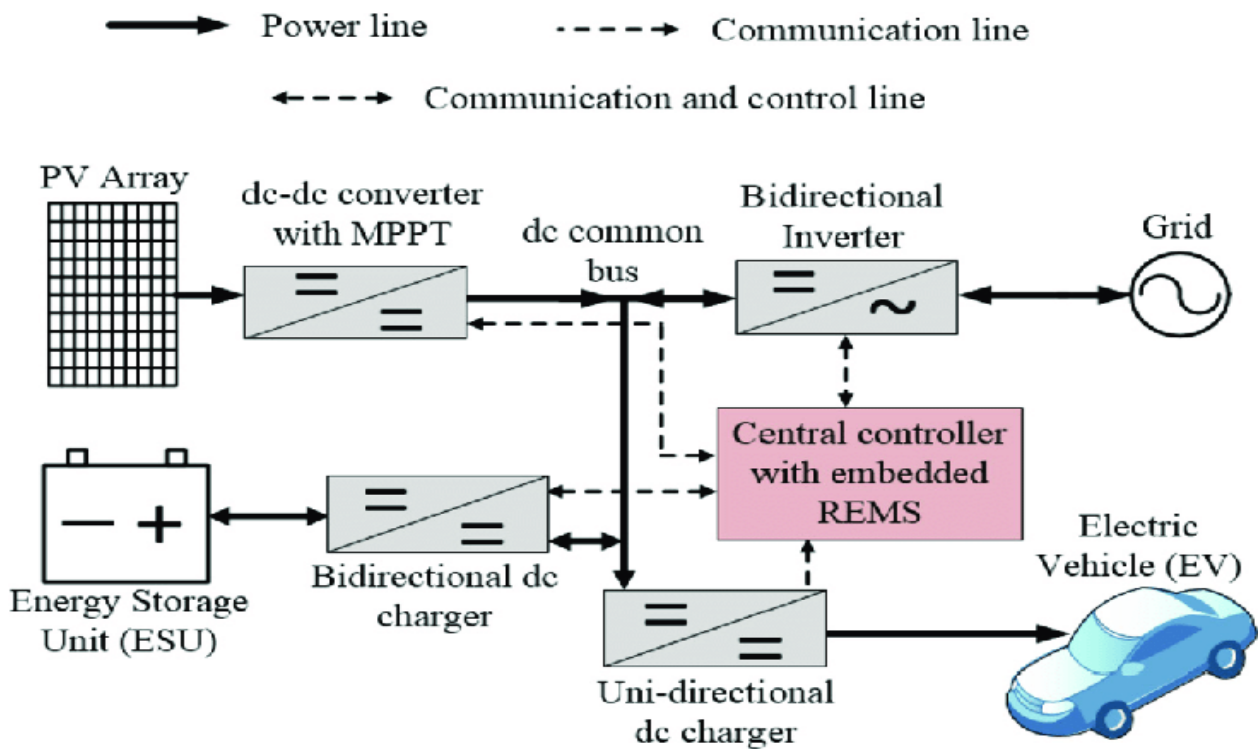 Power line
Communication line
Communication and control line
PV Array
dc-dc converter
with MPPT
dc common
bus
Bidirectional
Inverter
Grid
Central controller
with embedded
REMS
Energy Storage
Unit (ESU)
Bidirectional dc
charger
Uni-directional
dc charger
Electric
Vehicle (EV)